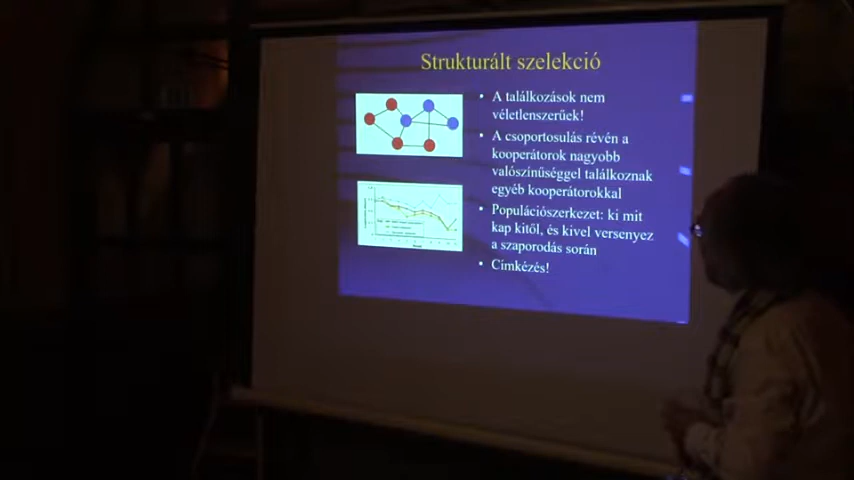 Strukturált szelekció
• A találkozások nem
véletlenszerűek!
• A csoportosulás révén a
kooperátorok nagyobb
valószínűséggel találkoznak
egyéb kooperátorokkal
• Populációszerkezet: ki mit
kap kitől, és kivel versenyez
a szaporodás során
• Címkézés!